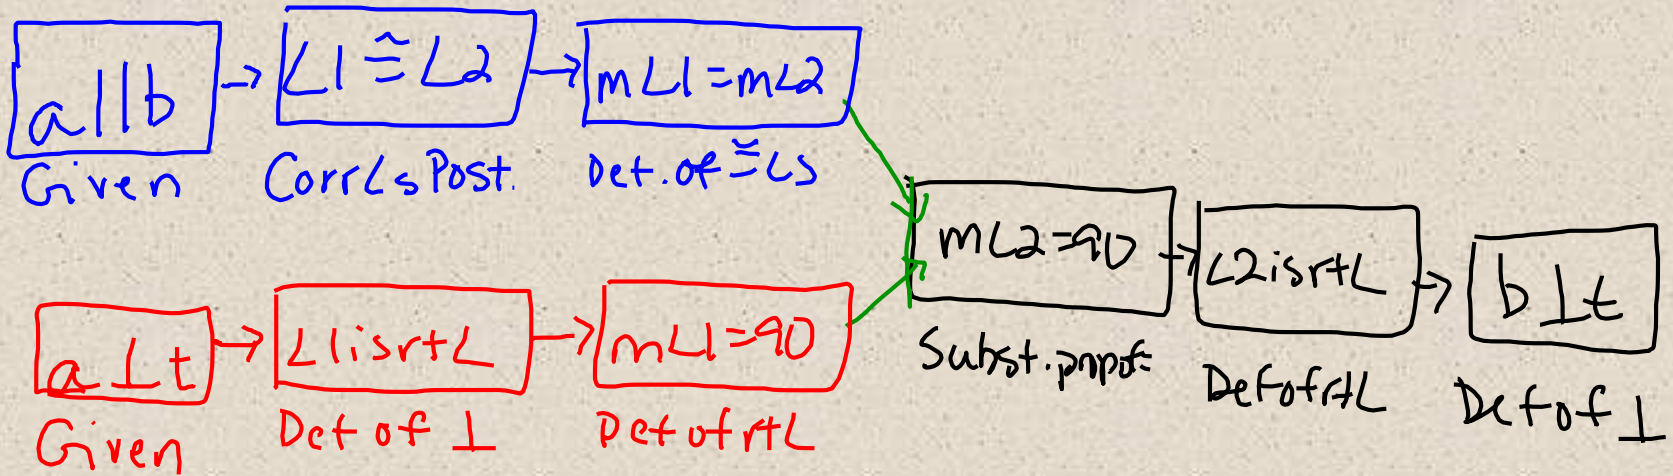 a||b
Given
∠1 ≅ ∠2
Corr∠s Post.
m∠1 = m∠2
Def. of ≅ ∠s
a ⊥ t
Given
∠1 is rt ∠
Def of ⊥
m∠1 = 90
Def of rt ∠
m∠2 = 90
Subst. prop of =
∠2 is rt ∠
Def of rt ∠
b ⊥ t
Def of ⊥